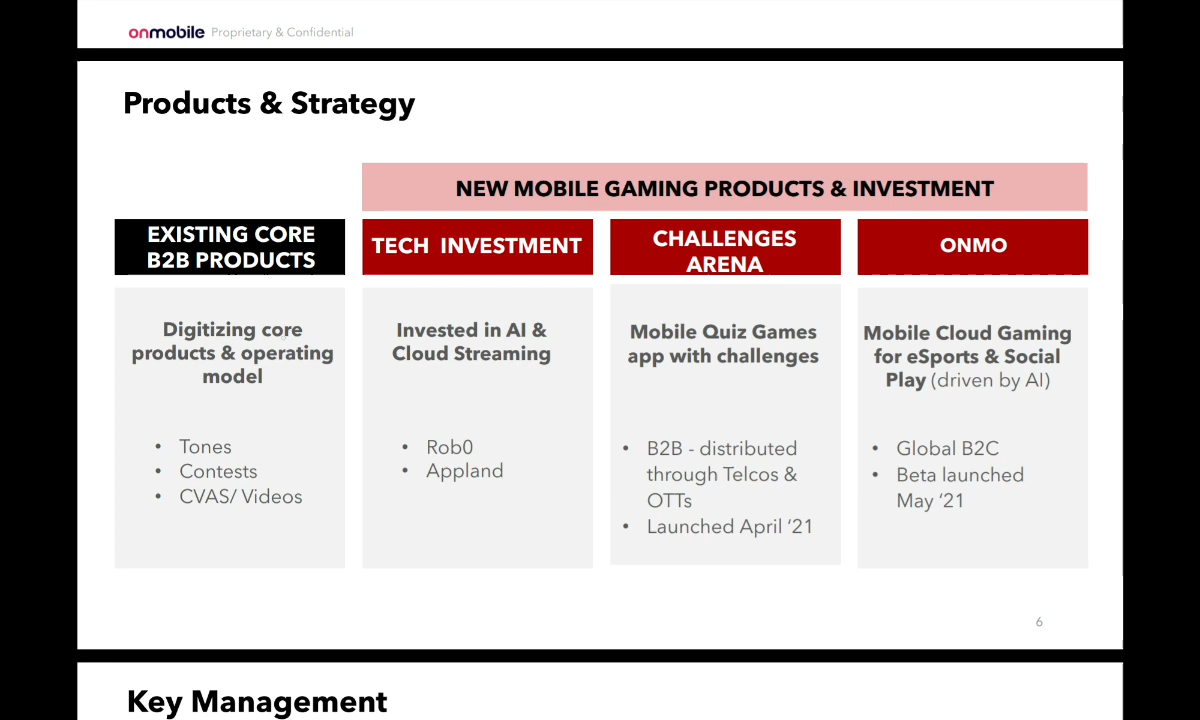 onmobile Proprietary & Confidential
Products & Strategy
NEW MOBILE GAMING PRODUCTS & INVESTMENT
EXISTING CORE
B2B PRODUCTS
Digitizing core
products & operating
model
• Tones
• Contests
• CVAS/ Videos
TECH INVESTMENT
Invested in AI &
Cloud Streaming
• Rob0
• Appland
CHALLENGES
ARENA
Mobile Quiz Games
app with challenges
• B2B - distributed
through Telcos &
OTTs
• Launched April ‘21
ONMO
Mobile Cloud Gaming
for eSports & Social
Play (driven by AI)
• Global B2C
• Beta launched
May ‘21
6
Key Management